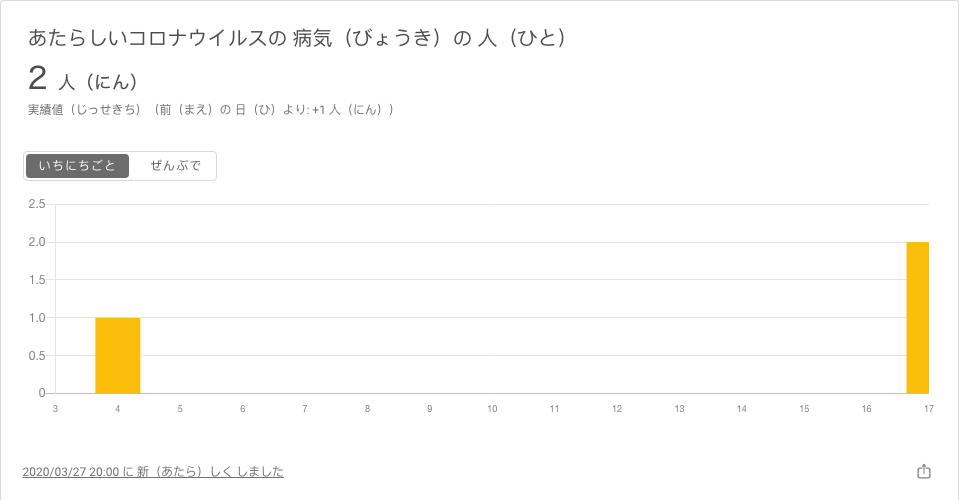 あたらしいコロナウイルスの 病気（びょうき）の 人（ひと）
2 人（にん）
実績値（じっせきち）（前（まえ）の 日（ひ）より: +1 人（にん））
いちにちごと ぜんぶで
2.5
2.0
1.5
1.0
0.5
0
3 4 5 6 7 8 9 10 11 12 13 14 15 16 17
2020/03/27 20:00 に 新（あたら）しく しました